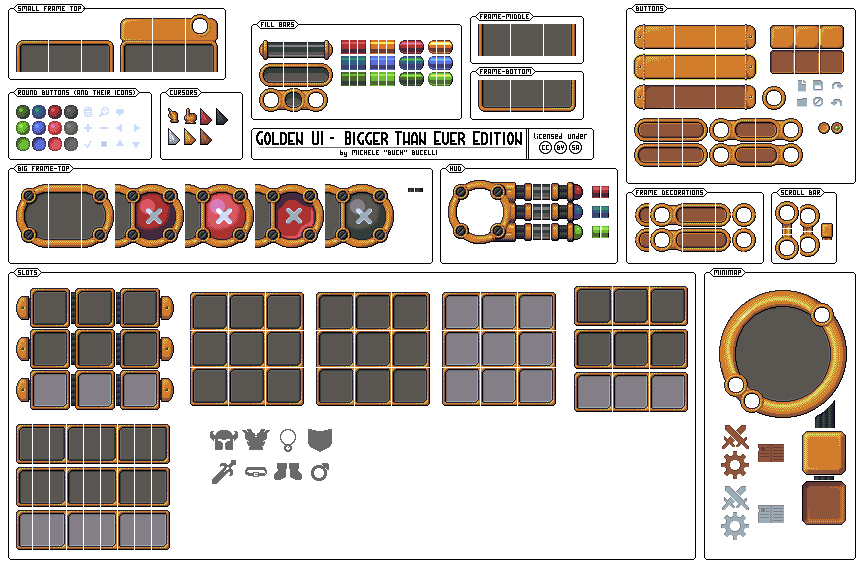 SMALL FRAME TOP
FILL BARS
FRAME-MIDDLE
BUTTONS
FRAME-BOTTOM
ROUND BUTTONS (AND THEIR ICONS)
CURSORS
GOLDEN UI - BIGGER THAN EVER EDITION
by MICHELE "BUCH" BUCELLI
licensed under
CC BY SA
BIG FRAME-TOP
HUD
FRAME DECORATIONS
SCROLL BAR
SLOTS
MINIMAP